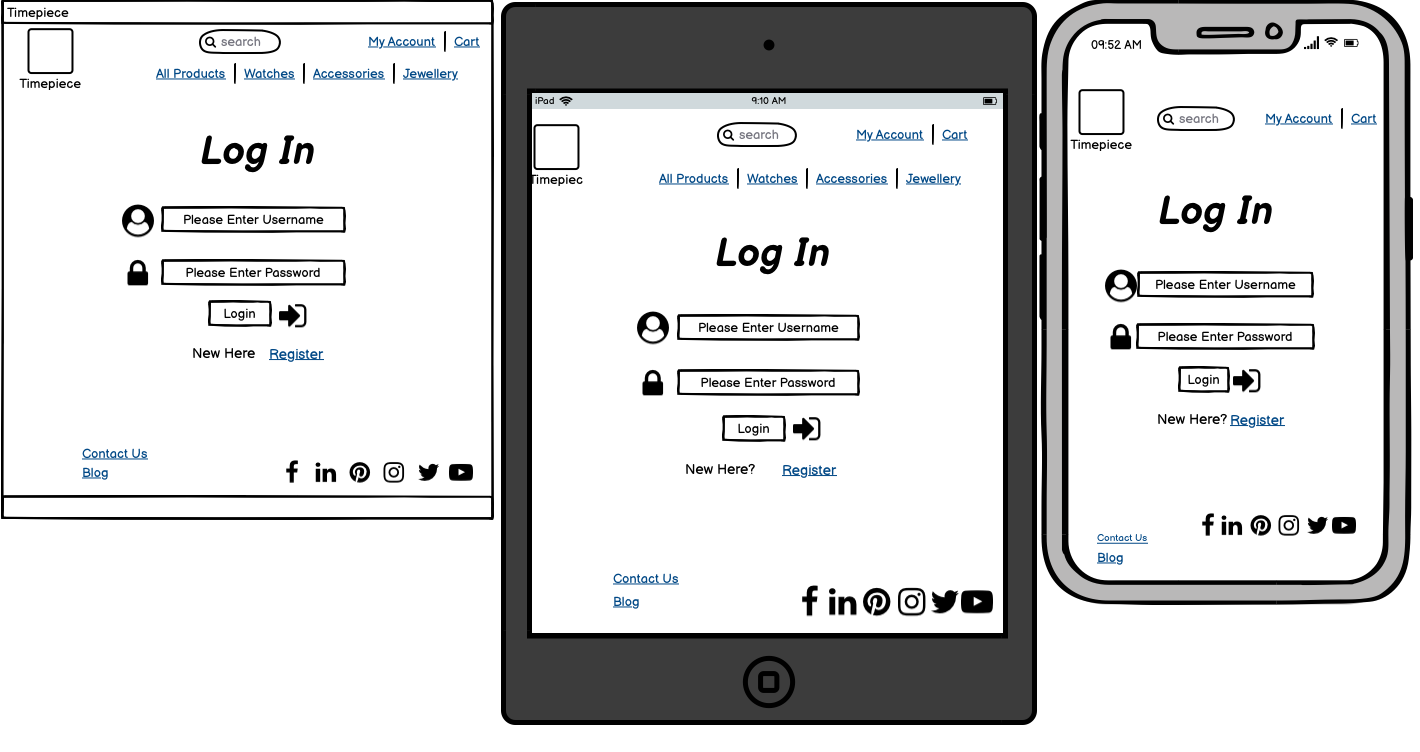 Timepiece
search
My Account Cart
Timepiece
All Products Watches Accessories Jewellery
Log In
Please Enter Username
Please Enter Password
Login
New Here Register
Contact Us
Blog
iPad 9:10 AM
search
My Account Cart
Timepiec
All Products Watches Accessories Jewellery
Log In
Please Enter Username
Please Enter Password
Login
New Here? Register
Contact Us
Blog
09:52 AM
search
My Account Cart
Timepiece
Log In
Please Enter Username
Please Enter Password
Login
New Here? Register
Contact Us
Blog